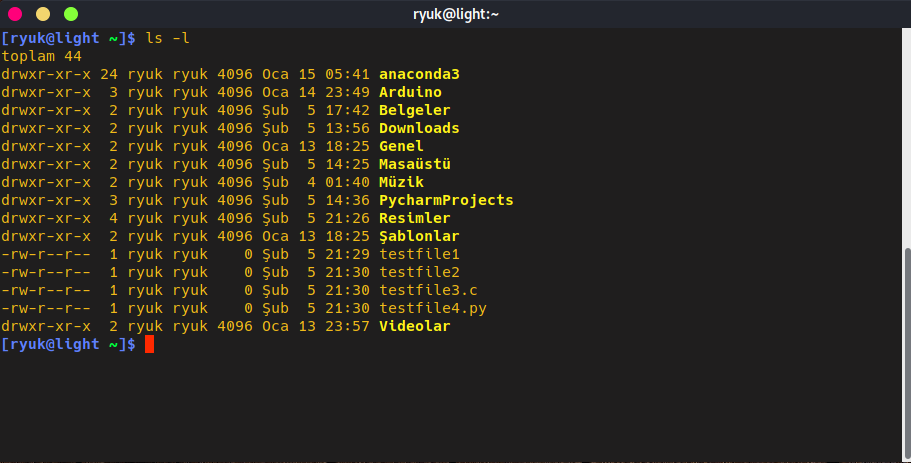 ryuk@light:~
[ryuk@light ~]$ ls -l
toplam 44
drwxr-xr-x 24 ryuk ryuk 4096 Oca 15 05:41 anaconda3
drwxr-xr-x  3 ryuk ryuk 4096 Oca 14 23:49 Arduino
drwxr-xr-x  2 ryuk ryuk 4096 Şub  5 17:42 Belgeler
drwxr-xr-x  2 ryuk ryuk 4096 Şub  5 13:56 Downloads
drwxr-xr-x  2 ryuk ryuk 4096 Oca 13 18:25 Genel
drwxr-xr-x  2 ryuk ryuk 4096 Şub  5 14:25 Masaüstü
drwxr-xr-x  2 ryuk ryuk 4096 Şub  4 01:40 Müzik
drwxr-xr-x  3 ryuk ryuk 4096 Şub  5 14:36 PycharmProjects
drwxr-xr-x  4 ryuk ryuk 4096 Şub  5 21:26 Resimler
drwxr-xr-x  2 ryuk ryuk 4096 Oca 13 18:25 Şablonlar
-rw-r--r--  1 ryuk ryuk    0 Şub  5 21:29 testfile1
-rw-r--r--  1 ryuk ryuk    0 Şub  5 21:30 testfile2
-rw-r--r--  1 ryuk ryuk    0 Şub  5 21:30 testfile3.c
-rw-r--r--  1 ryuk ryuk    0 Şub  5 21:30 testfile4.py
drwxr-xr-x  2 ryuk ryuk 4096 Oca 13 23:57 Videolar
[ryuk@light ~]$